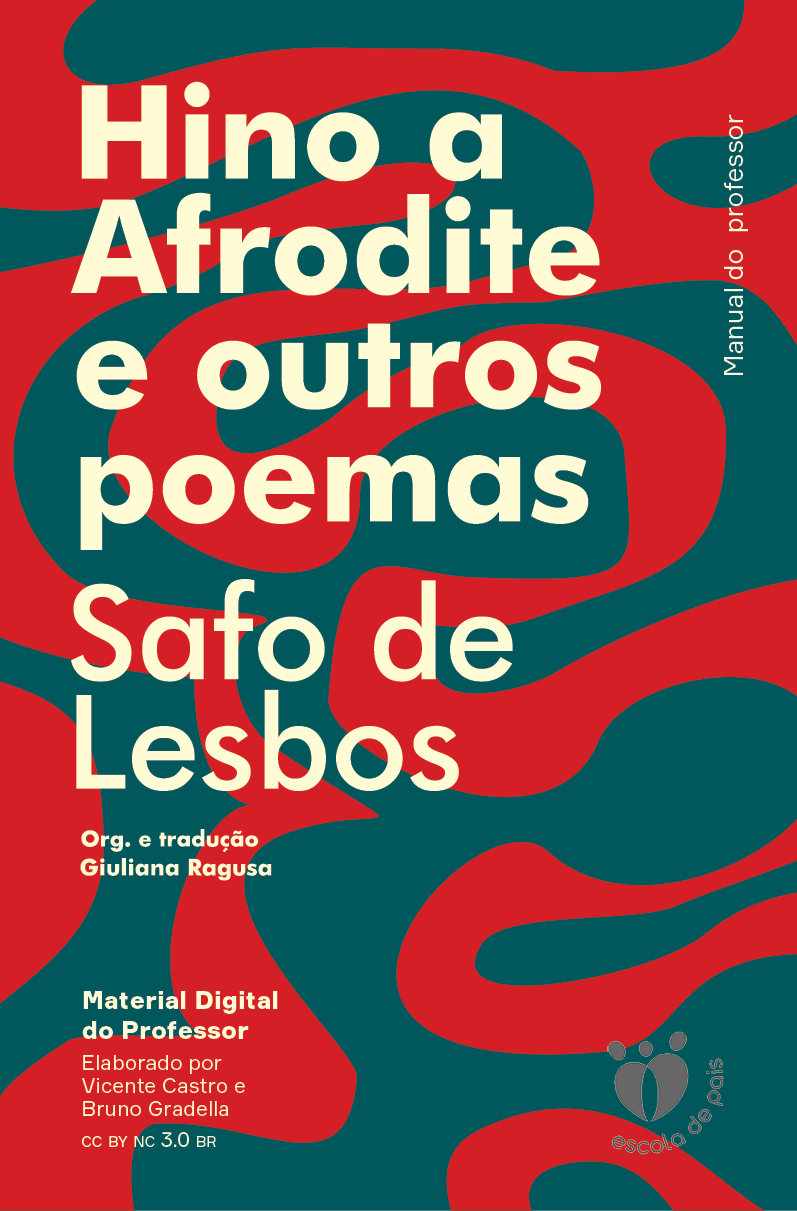 Hino a
Afrodite
e outros
poemas
Safo de
Lesbos
Org. e tradução
Giuliana Ragusa
Manual do professor
Material Digital
do Professor
Elaborado por
Vicente Castro e
Bruno Gradella
CC BY NC 3.0 BR
escola de pais